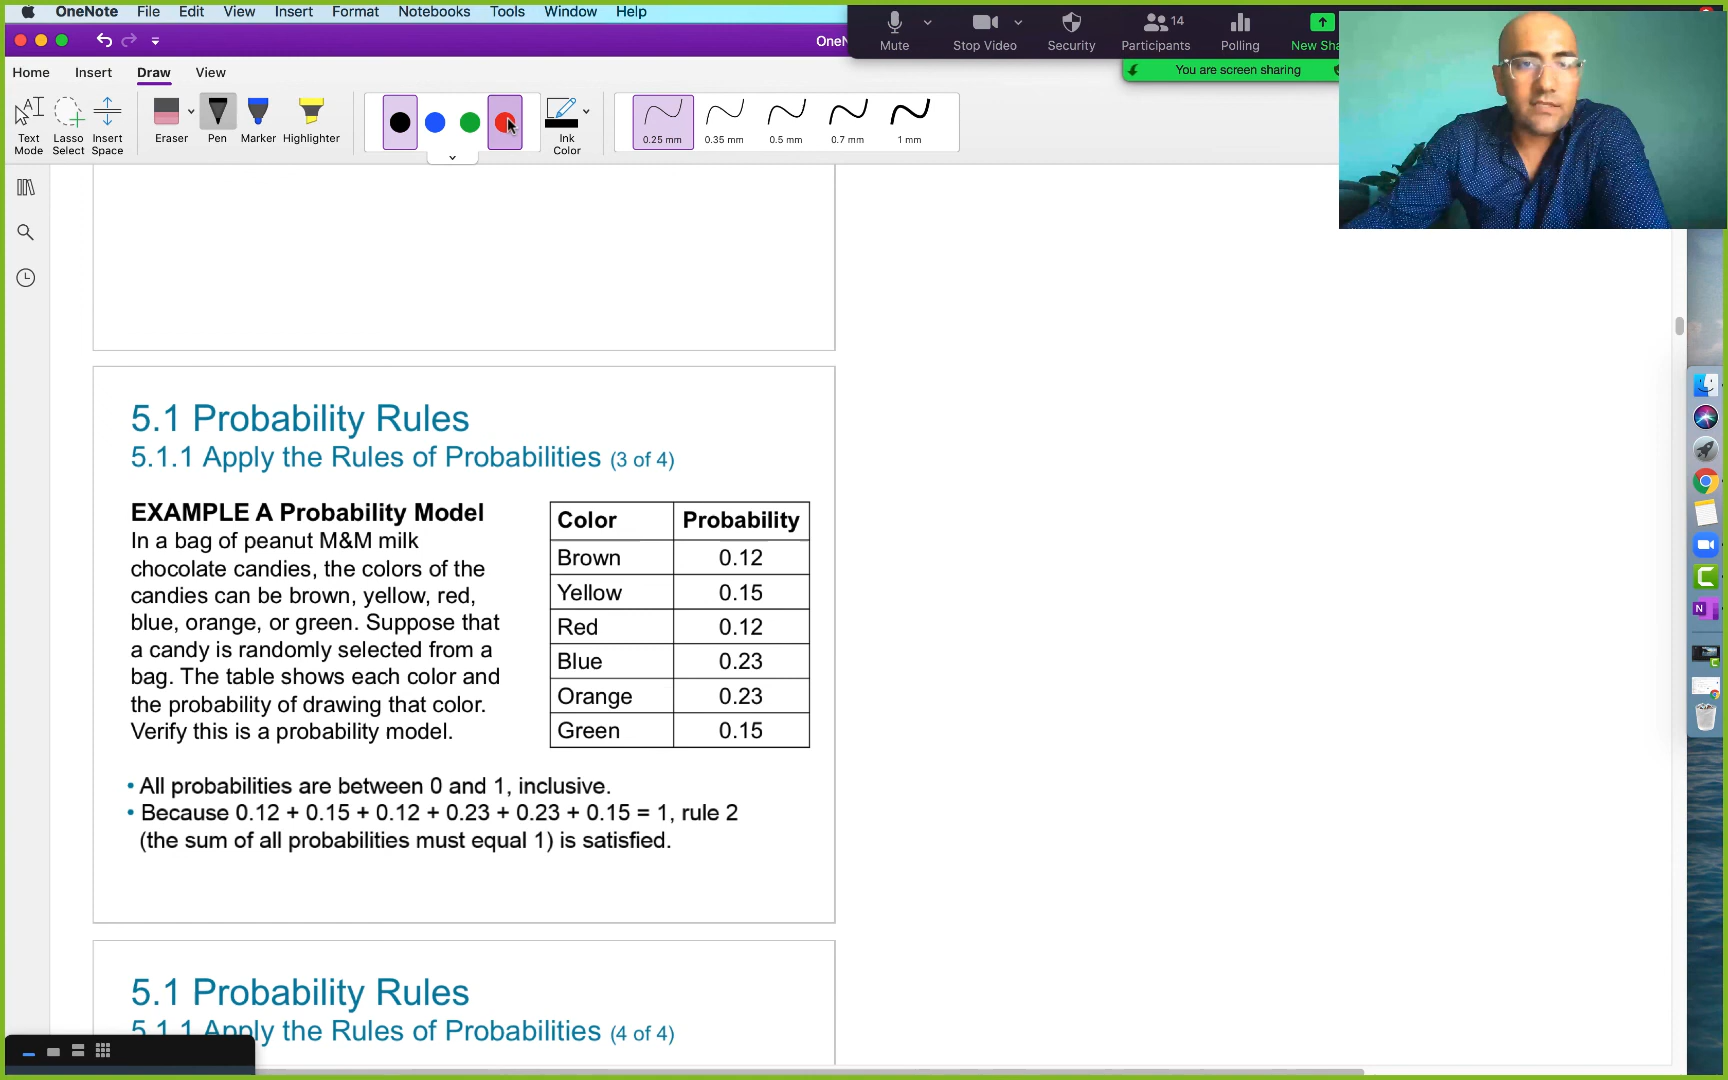 OneNote File Edit View Insert Format Notebooks Tools Window Help
OneN
Mute Stop Video Security 14 Participants Polling New Sha
You are screen sharing
Home Insert Draw View
Text Mode
Lasso Select
Insert Space
Eraser Pen Marker Highlighter
Ink Color
0.25 mm 0.35 mm 0.5 mm 0.7 mm 1 mm
5.1 Probability Rules
5.1.1 Apply the Rules of Probabilities (3 of 4)
EXAMPLE A Probability Model
In a bag of peanut M&M milk
chocolate candies, the colors of the
candies can be brown, yellow, red,
blue, orange, or green. Suppose that
a candy is randomly selected from a
bag. The table shows each color and
the probability of drawing that color.
Verify this is a probability model.
Color Probability
Brown 0.12
Yellow 0.15
Red 0.12
Blue 0.23
Orange 0.23
Green 0.15
• All probabilities are between 0 and 1, inclusive.
• Because 0.12 + 0.15 + 0.12 + 0.23 + 0.23 + 0.15 = 1, rule 2
(the sum of all probabilities must equal 1) is satisfied.
5.1 Probability Rules
5.1.1 Apply the Rules of Probabilities (4 of 4)